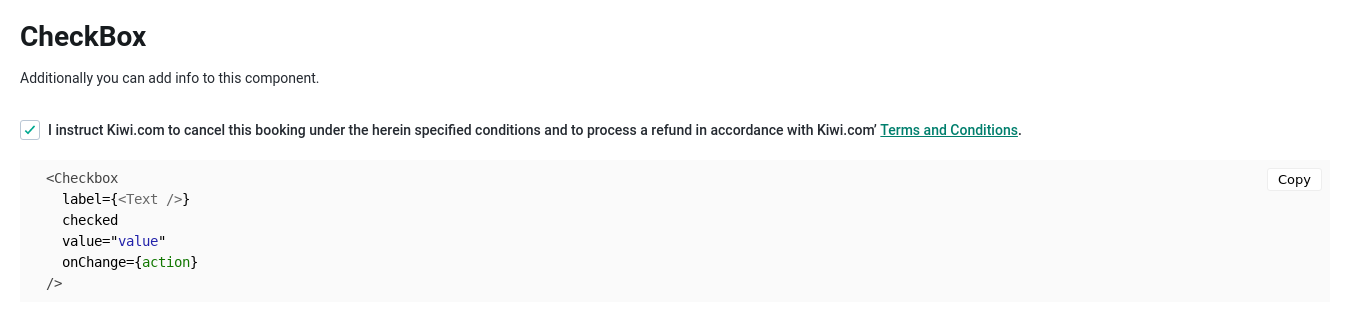 CheckBox
Additionally you can add info to this component.
I instruct Kiwi.com to cancel this booking under the herein specified conditions and to process a refund in accordance with Kiwi.com’ Terms and Conditions.
<Checkbox
Copy
label={<Text />}
checked
value="value"
onChange={action}
/>